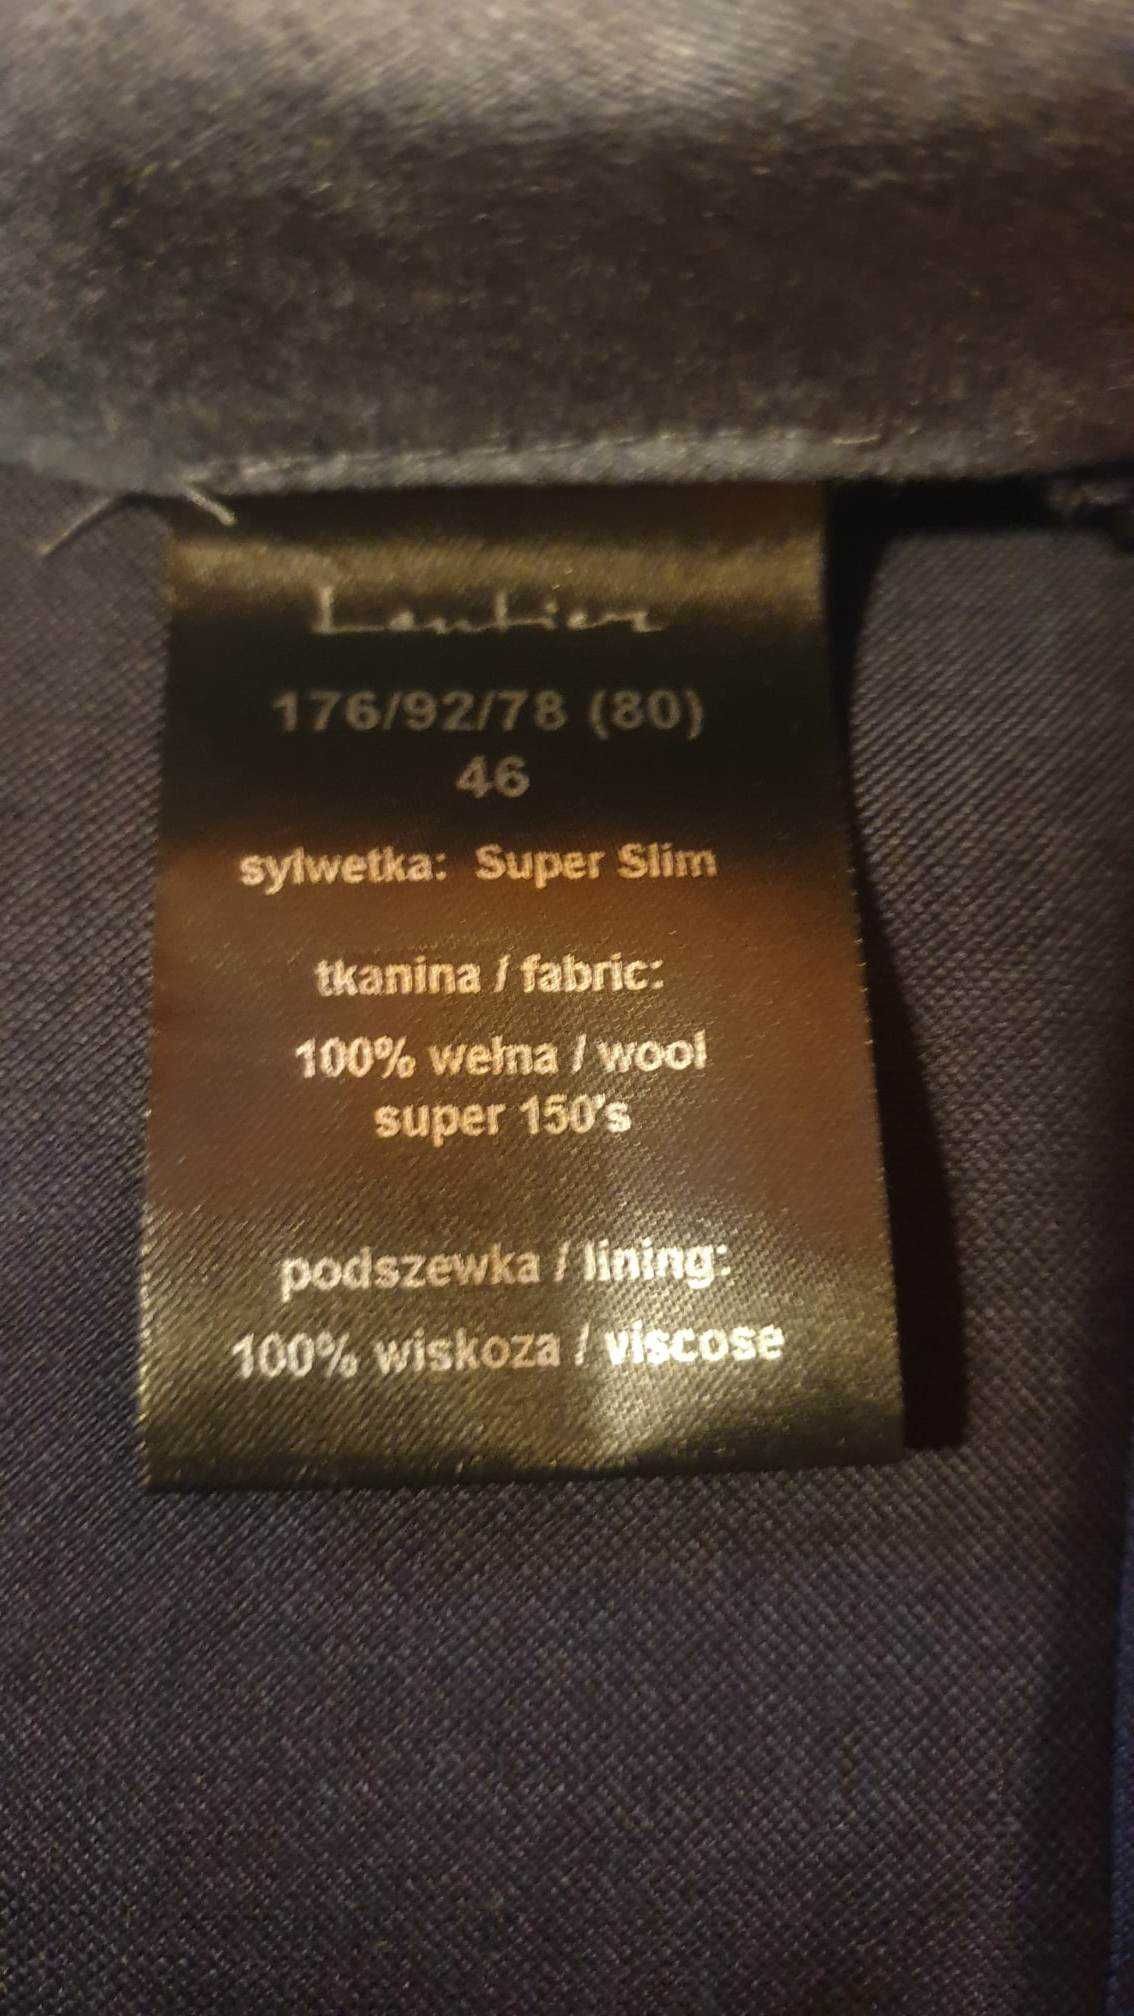 Lantier
176/92/78 (80)
46
sylwetka: Super Slim
tkanina / fabric:
100% wełna / wool
super 150's
podszewka / lining:
100% wiskoza / viscose